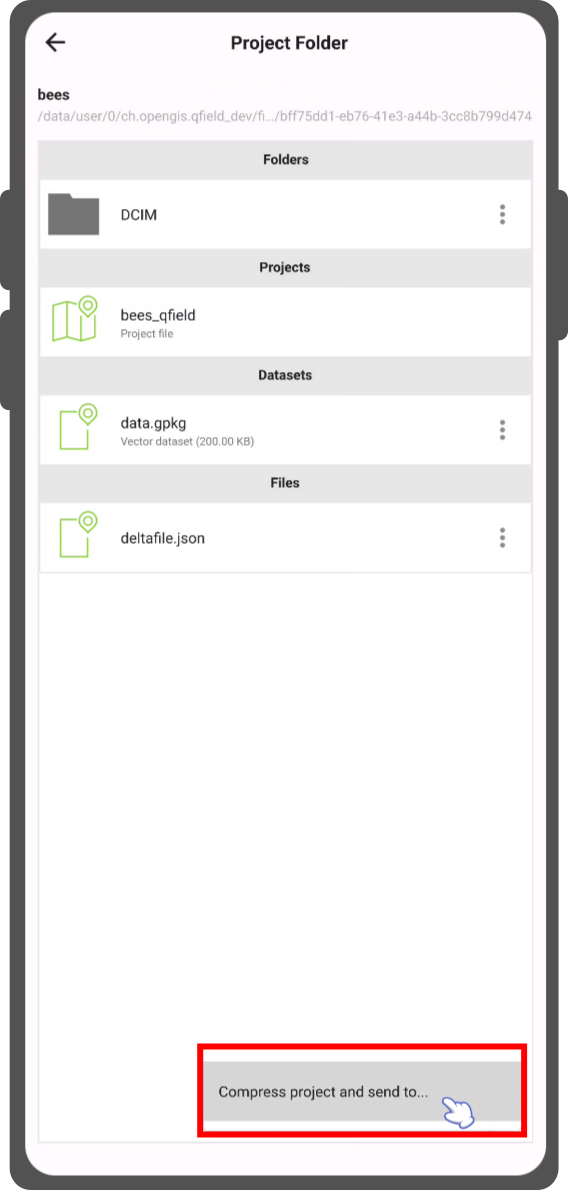 Project Folder
bees
/data/user/0/ch.opengis.qfield_dev/fi.../bff75dd1-eb76-41e3-a44b-3cc8b799d474
Folders
DCIM
Projects
bees_qfield
Project file
Datasets
data.gpkg
Vector dataset (200.00 KB)
Files
deltafile.json
Compress project and send to...